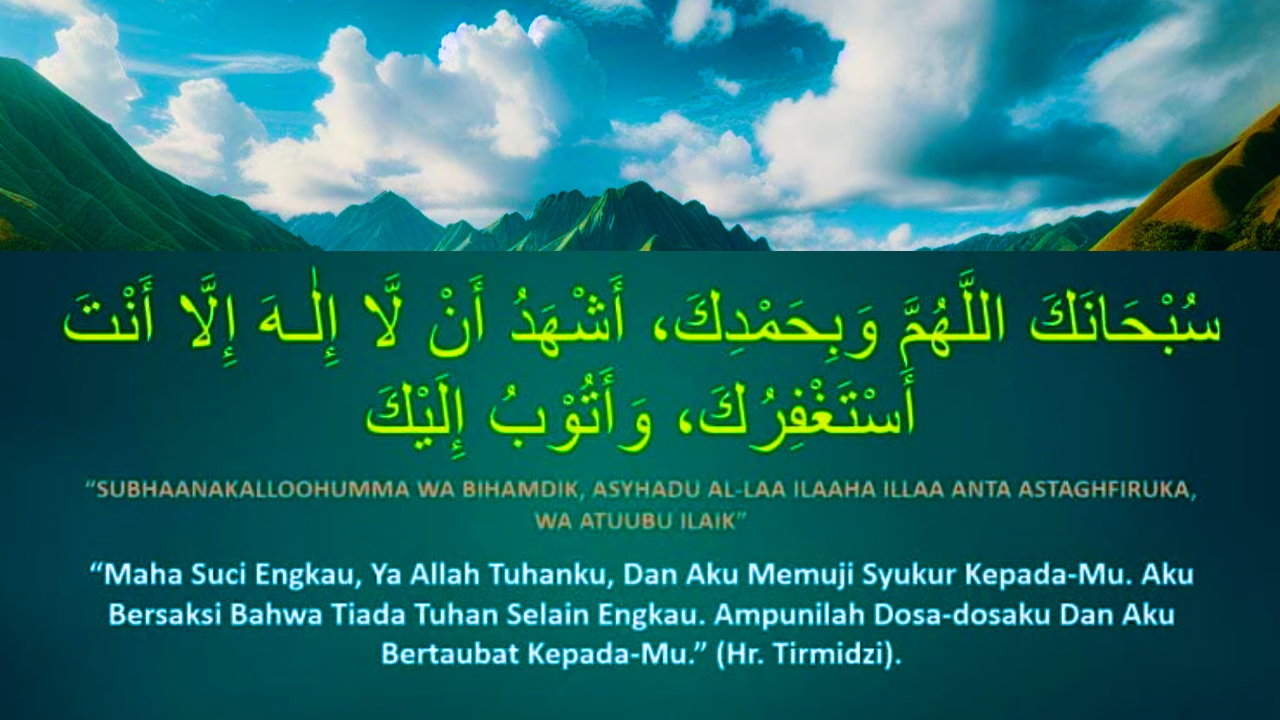 سُبْحَانَكَ اللَّهُمَّ وَبِحَمْدِكَ، أَشْهَدُ أَنْ لَّا إِلٰـهَ إِلَّا أَنْتَ
أَسْتَغْفِرُكَ، وَأَتُوْبُ إِلَيْكَ
“SUBHAANAKALLOOHUMMA WA BIHAMDIK, ASYHADU AL-LAA ILAAHA ILLAA ANTA ASTAGHFIRUKA,
WA ATUUBU ILAIK”
“Maha Suci Engkau, Ya Allah Tuhanku, Dan Aku Memuji Syukur Kepada-Mu. Aku
Bersaksi Bahwa Tiada Tuhan Selain Engkau. Ampunilah Dosa-dosaku Dan Aku
Bertaubat Kepada-Mu.” (Hr. Tirmidzi).